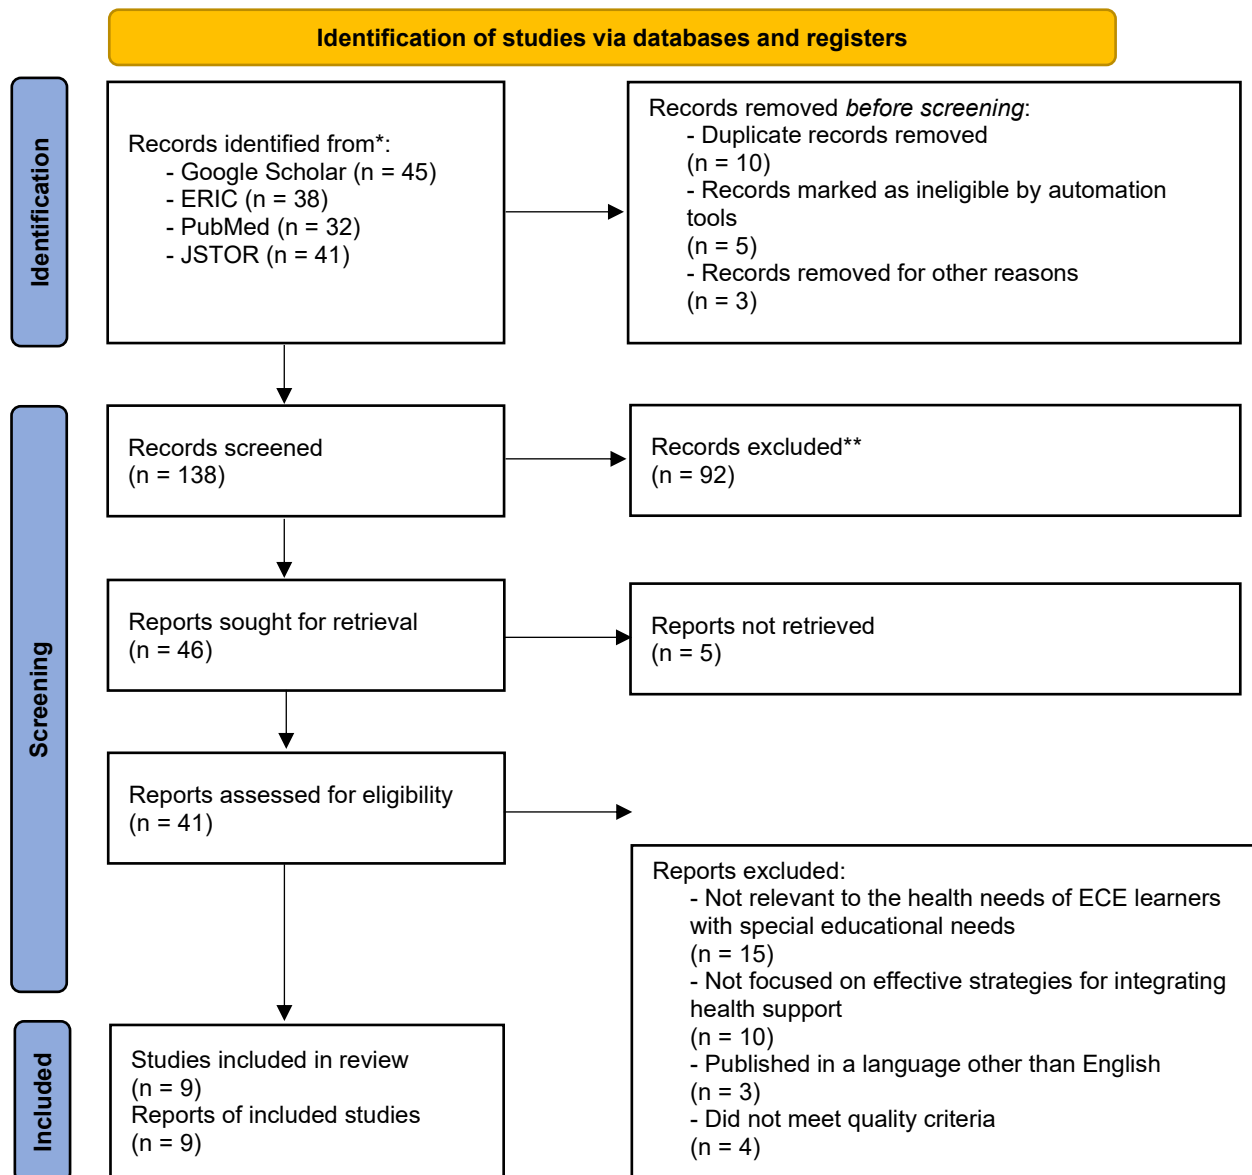 Identification of studies via databases and registers
Identification
Records identified from*:
- Google Scholar (n = 45)
- ERIC (n = 38)
- PubMed (n = 32)
- JSTOR (n = 41)
Records removed before screening:
- Duplicate records removed
(n = 10)
- Records marked as ineligible by automation
tools
(n = 5)
- Records removed for other reasons
(n = 3)
Screening
Records screened
(n = 138)
Records excluded**
(n = 92)
Reports sought for retrieval
(n = 46)
Reports not retrieved
(n = 5)
Reports assessed for eligibility
(n = 41)
Reports excluded:
- Not relevant to the health needs of ECE learners
with special educational needs
(n = 15)
- Not focused on effective strategies for integrating
health support
(n = 10)
- Published in a language other than English
(n = 3)
- Did not meet quality criteria
(n = 4)
Included
Studies included in review
(n = 9)
Reports of included studies
(n = 9)